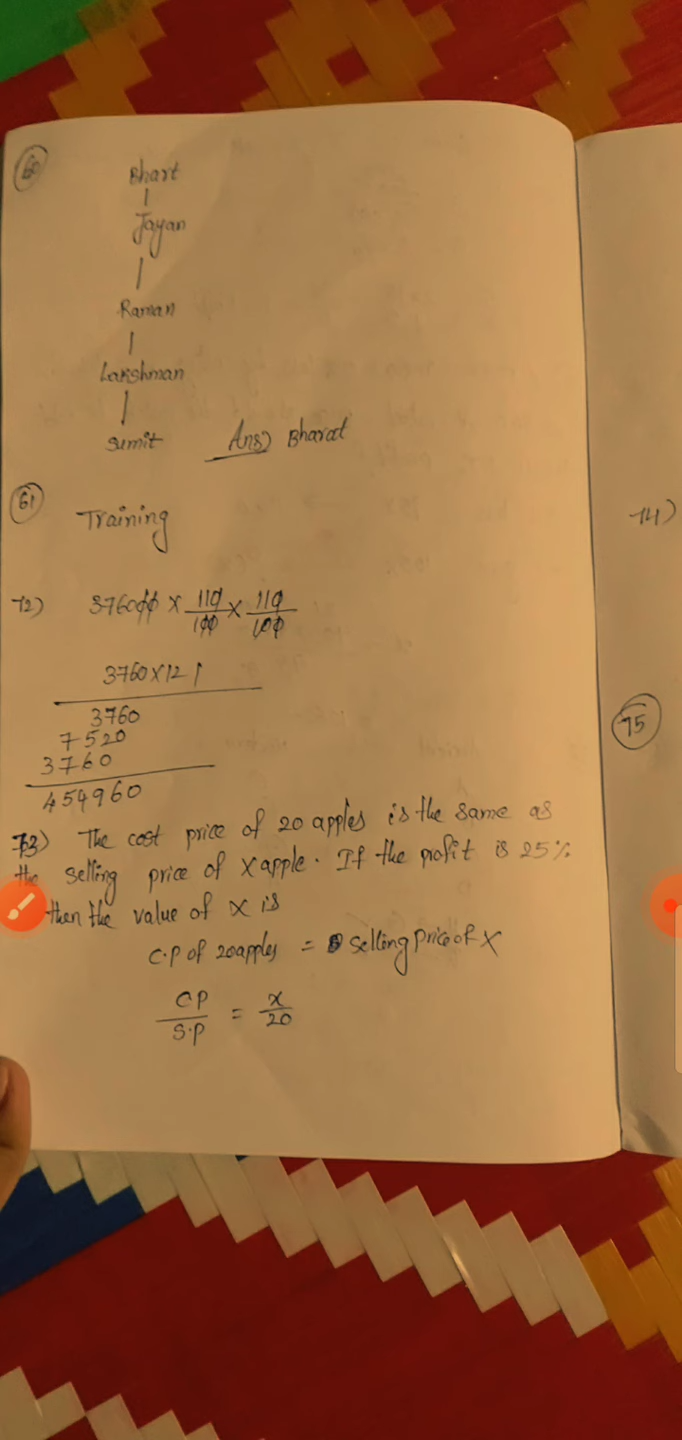 60
Bhart
Jayan
Raman
Lakshman
Sumit Ans) Bharat
61
Training
72) 376000 × 110/100 × 110/100
3760×121
3760
7520
3760
454960
73) The cost price of 20 apples is the same as
the selling price of X apple. If the profit is 25%
then the value of X is
C.P of 20apples = selling price of X
CP/S.P = x/20
74)
75